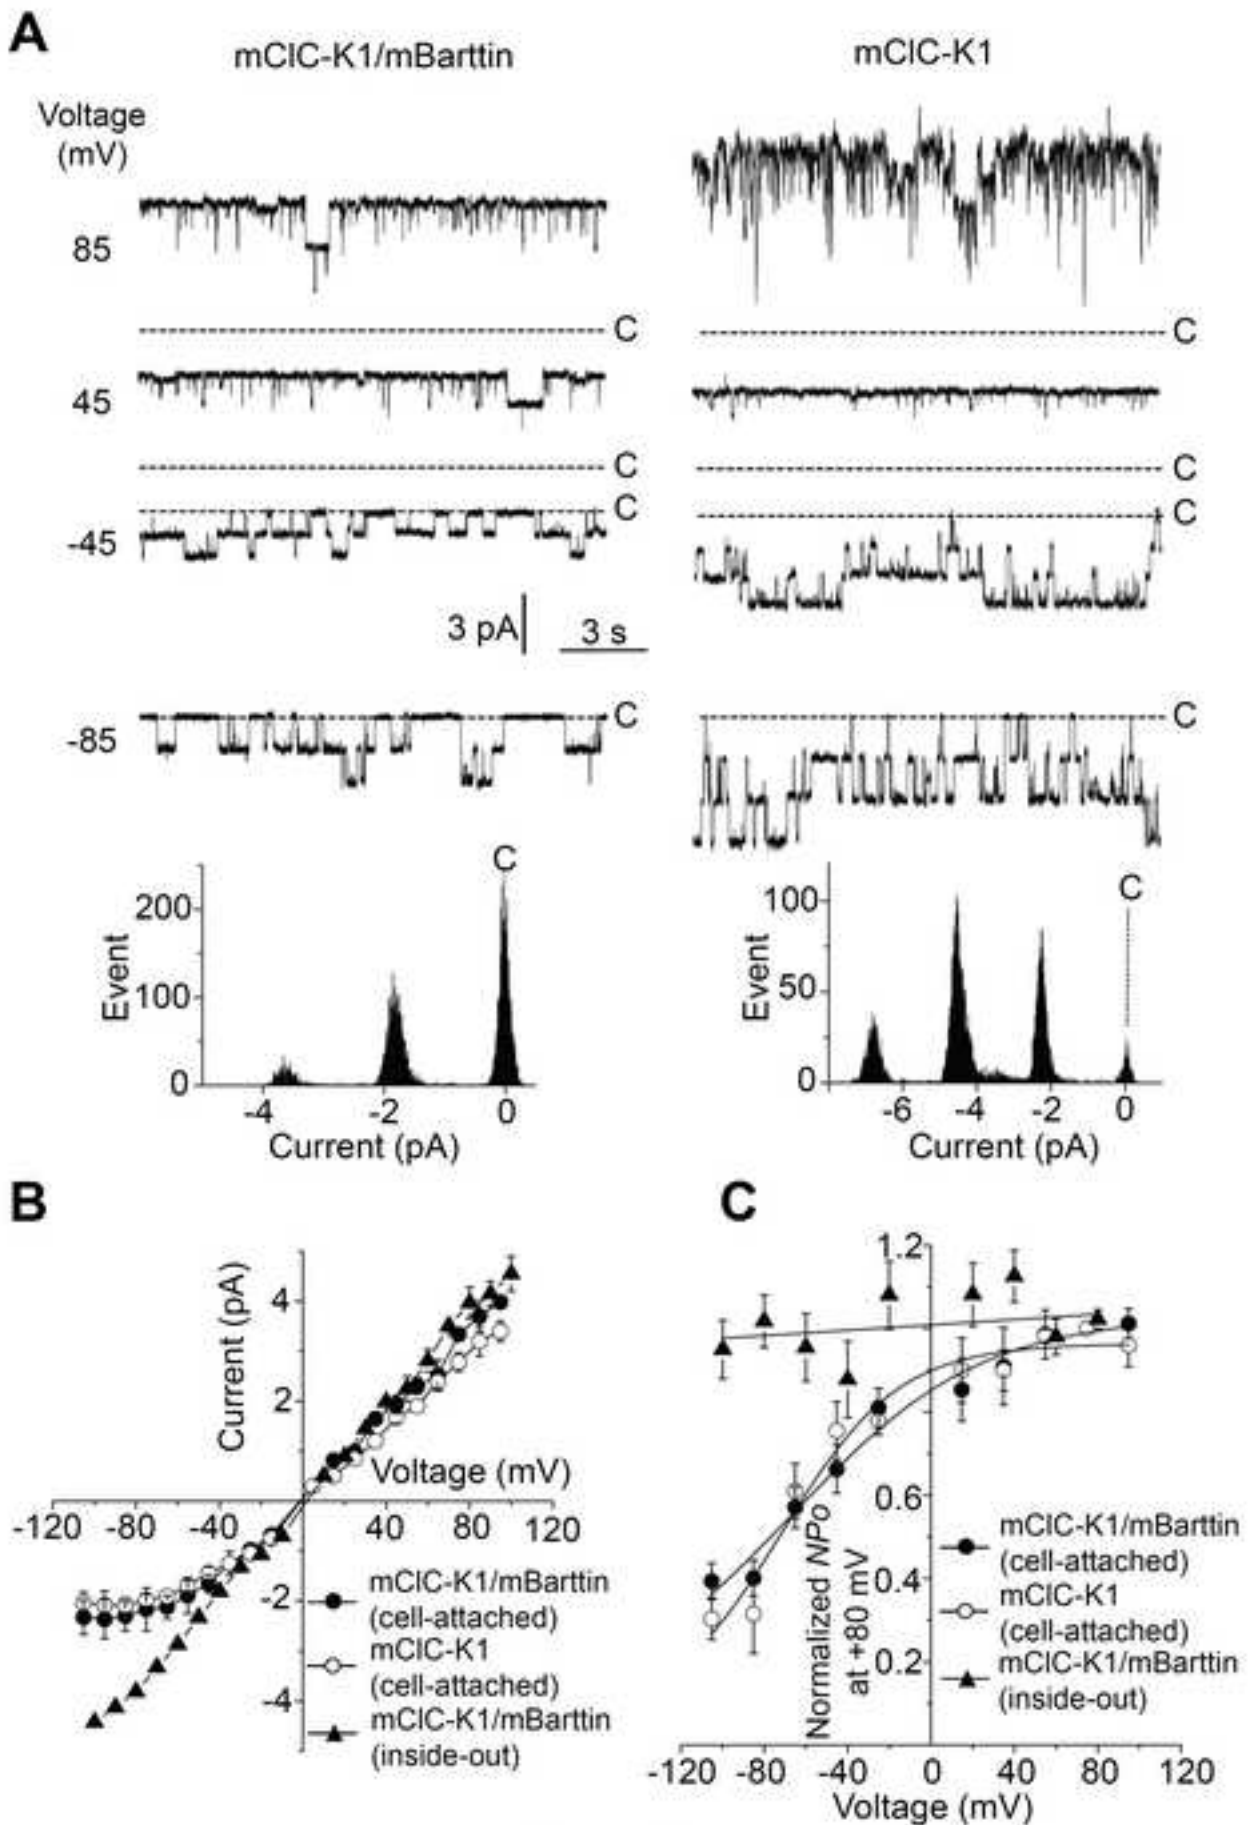 A
mClC-K1/mBarttin
mClC-K1
Voltage
(mV)
85
C
C
45
C
C
C
C
-45
3 pA
3 s
-85
C
C
C
200
100
0
Event
-4
-2
0
Current (pA)
C
100
50
0
Event
-6
-4
-2
0
Current (pA)
B
Current (pA)
4
2
-2
-4
Voltage (mV)
-120
-80
-40
40
80
120
mClC-K1/mBarttin
(cell-attached)
mClC-K1
(cell-attached)
mClC-K1/mBarttin
(inside-out)
C
1.2
0.6
0.4
0.2
Normalized NPo
at +80 mV
mClC-K1/mBarttin
(cell-attached)
mClC-K1
(cell-attached)
mClC-K1/mBarttin
(inside-out)
-120
-80
-40
0
40
80
120
Voltage (mV)